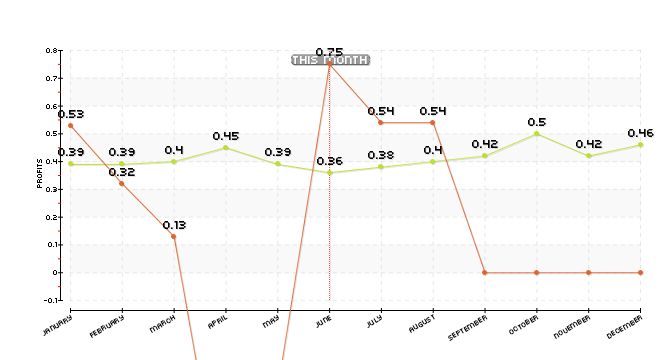 0.8
0.75
THIS MONTH
0.7
0.6
0.53
0.54
0.54
0.5
0.5
0.45
0.46
0.42
0.42
0.4
0.39
0.39
0.4
0.39
0.36
0.38
0.4
0.32
0.3
0.2
0.13
0.1
0
-0.1
PROFITS
JANUARY
FEBRUARY
MARCH
APRIL
MAY
JUNE
JULY
AUGUST
SEPTEMBER
OCTOBER
NOVEMBER
DECEMBER